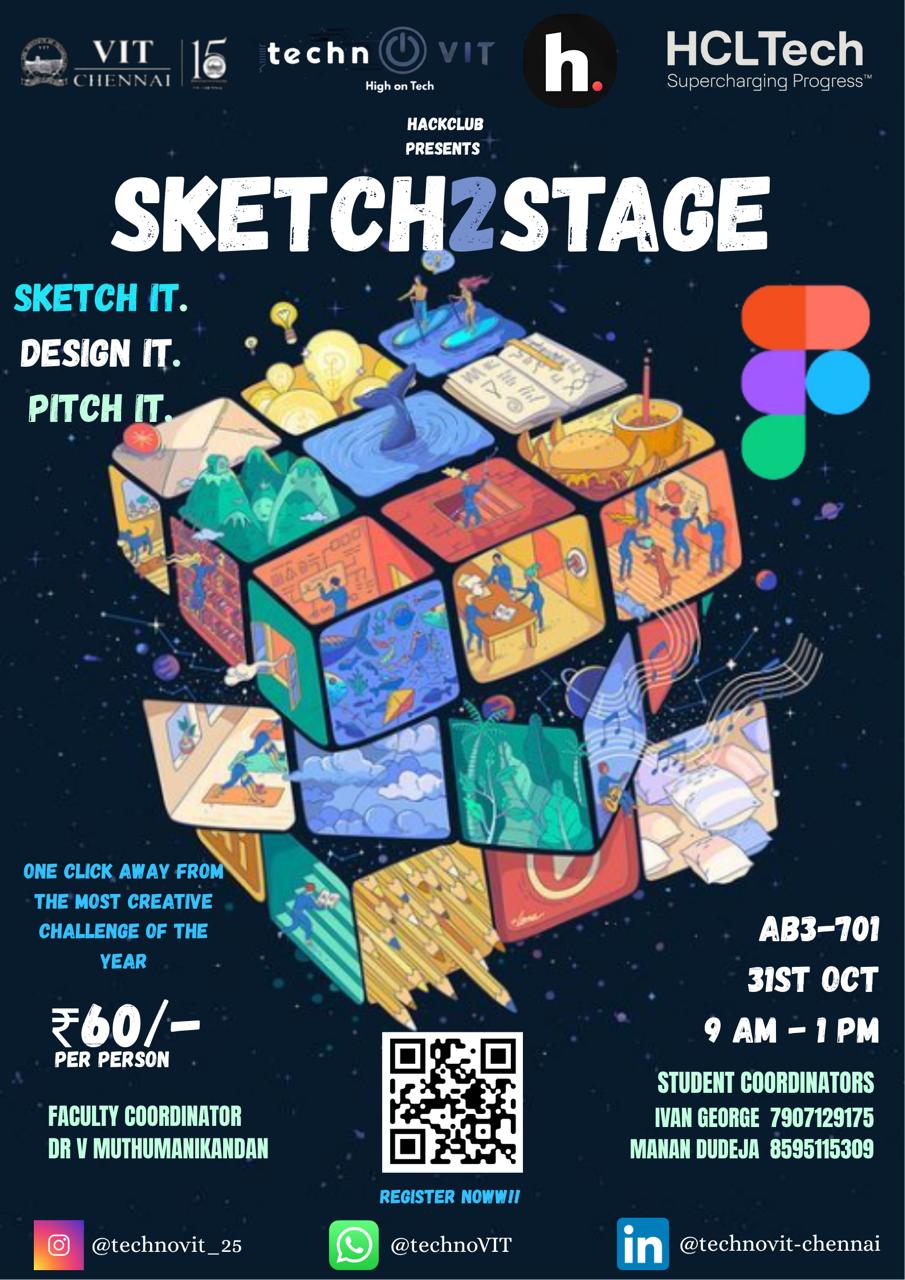 VIT
CHENNAI
15
techn VIT
High on Tech
h.
HCLTech
Supercharging Progress™
HACKCLUB
PRESENTS
SKETCH2STAGE
SKETCH IT.
DESIGN IT.
PITCH IT.
ONE CLICK AWAY FROM
THE MOST CREATIVE
CHALLENGE OF THE
YEAR
₹60/-
PER PERSON
FACULTY COORDINATOR
DR V MUTHUMANIKANDAN
AB3-701
31ST OCT
9 AM - 1 PM
STUDENT COORDINATORS
IVAN GEORGE 7907129175
MANAN DUDEJA 8595115309
REGISTER NOWW!!
@technovit_25
@technoVIT
in
@technovit-chennai